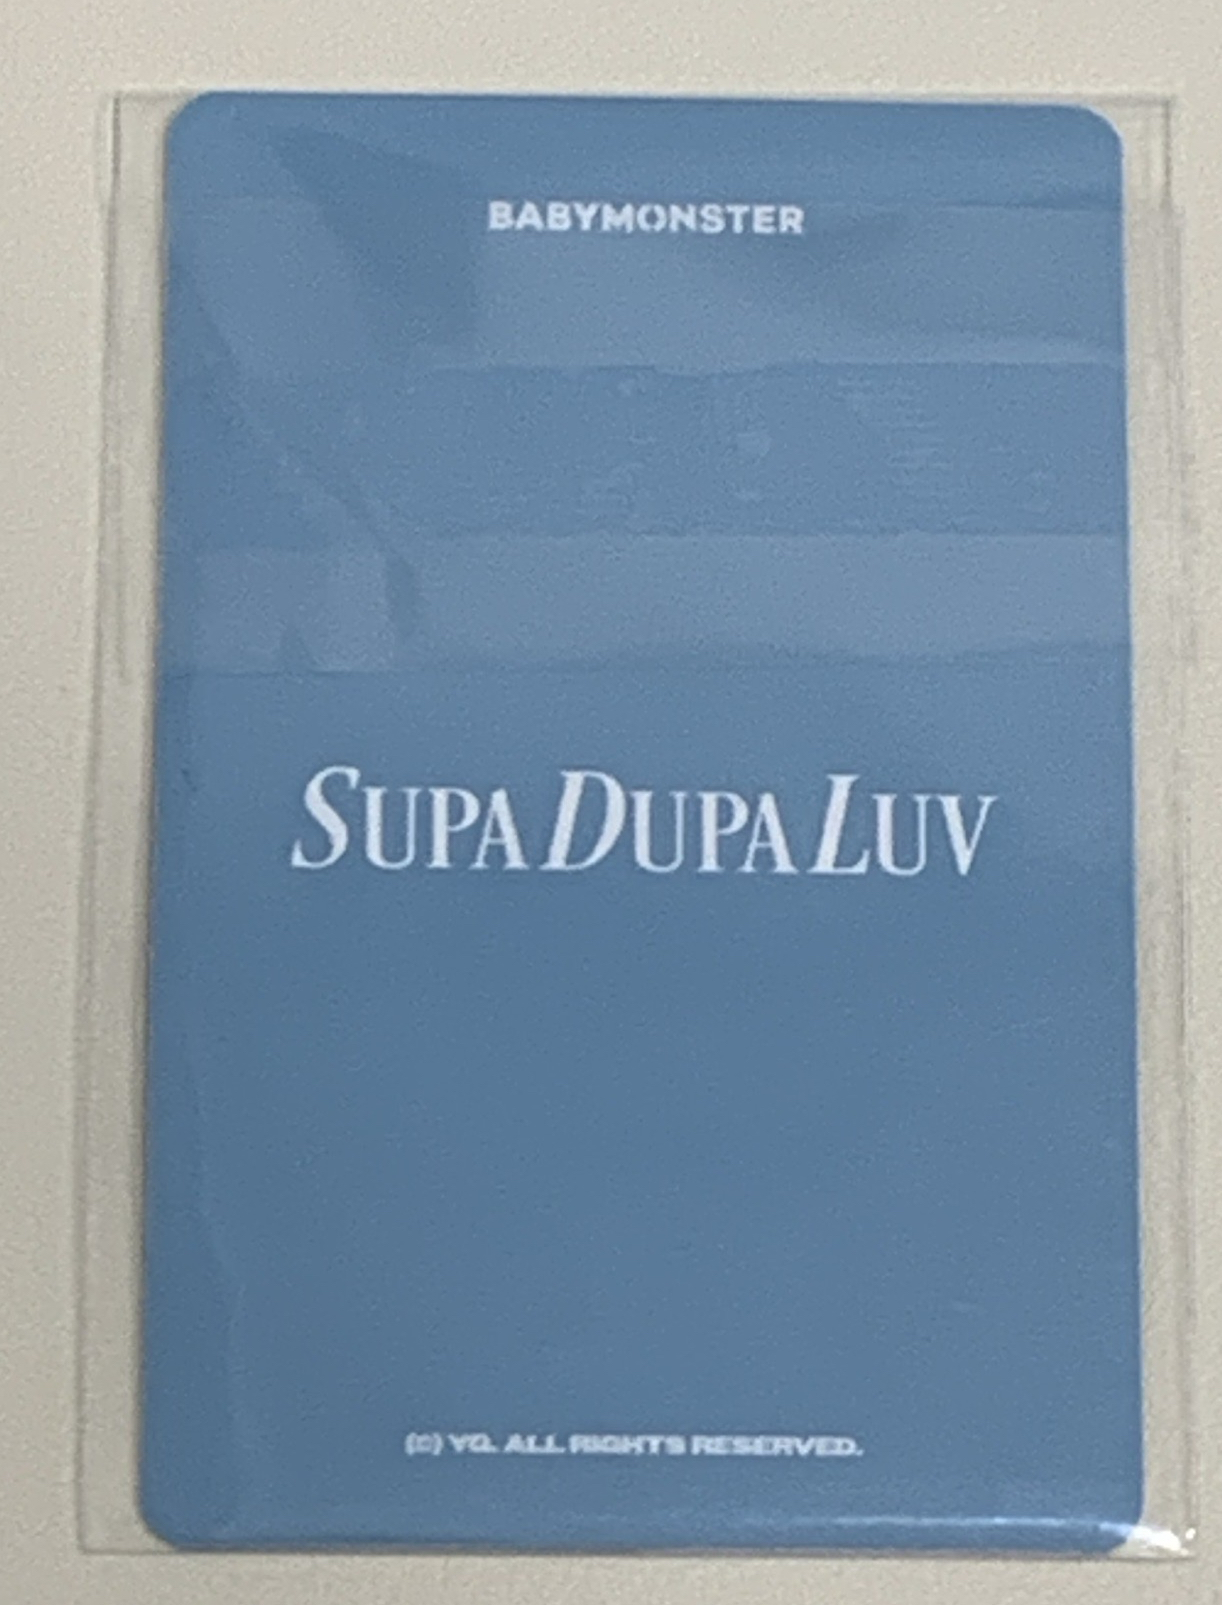 BABYMONSTER
SUPA DUPA LUV
(C) YG. ALL RIGHTS RESERVED.